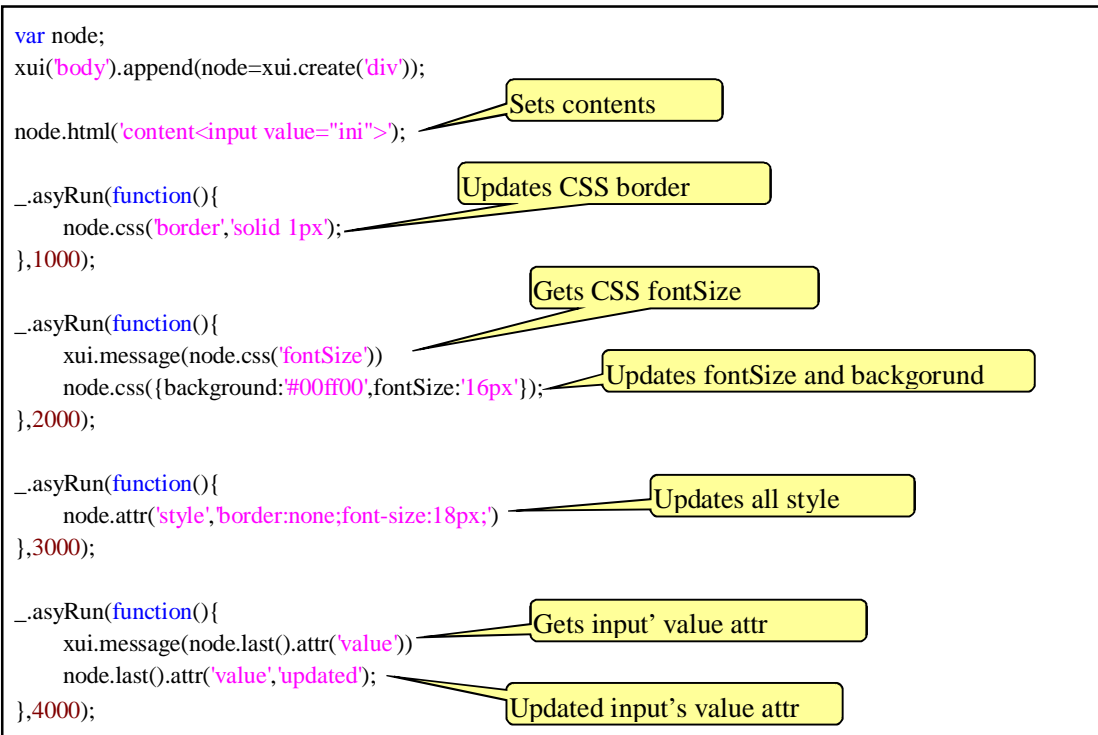 var node;
xui('body').append(node=xui.create('div'));
Sets contents
node.html('content<input value="ini">');
Updates CSS border
_.asyRun(function(){
node.css('border','solid 1px');
},1000);
Gets CSS fontSize
_.asyRun(function(){
xui.message(node.css('fontSize'))
node.css({background:'#00ff00',fontSize:'16px'});
Updates fontSize and backgorund
},2000);
_.asyRun(function(){
Updates all style
node.attr('style','border:none;font-size:18px;')
},3000);
_.asyRun(function(){
Gets input' value attr
xui.message(node.last().attr('value'))
node.last().attr('value','updated');
Updated input's value attr
},4000);